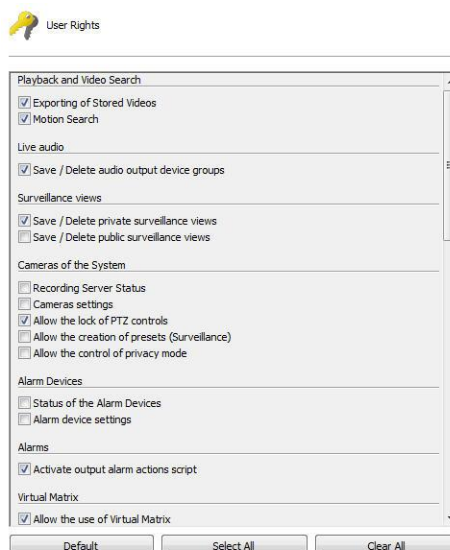 User Rights
Playback and Video Search
Exporting of Stored Videos
Motion Search
Live audio
Save / Delete audio output device groups
Surveillance views
Save / Delete private surveillance views
Save / Delete public surveillance views
Cameras of the System
Recording Server Status
Cameras settings
Allow the lock of PTZ controls
Allow the creation of presets (Surveillance)
Allow the control of privacy mode
Alarm Devices
Status of the Alarm Devices
Alarm device settings
Alarms
Activate output alarm actions script
Virtual Matrix
Allow the use of Virtual Matrix
Default Select All Clear All